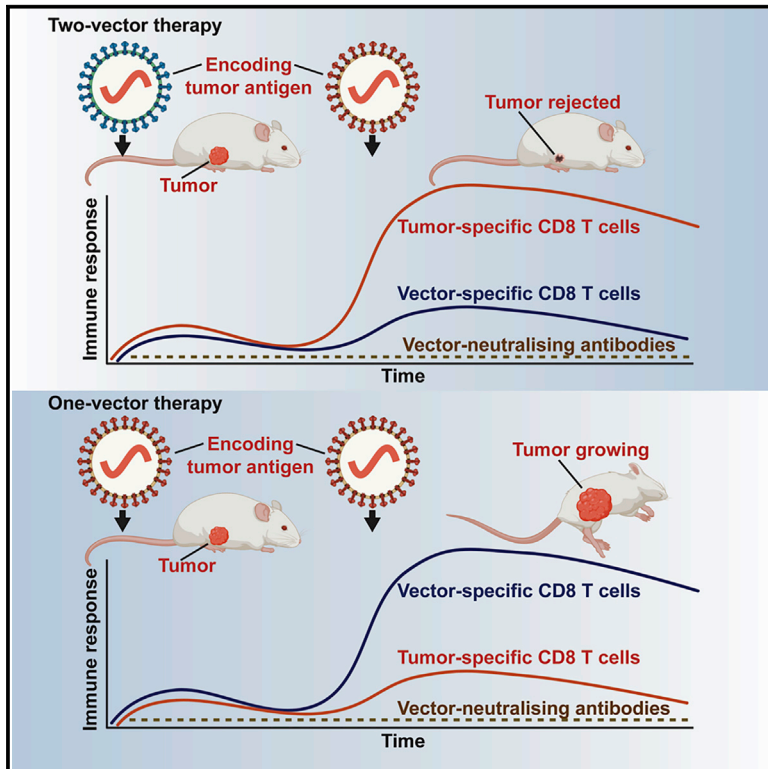 Two-vector therapy
Encoding
tumor antigen
Tumor rejected
Tumor
Tumor-specific CD8 T cells
Vector-specific CD8 T cells
Vector-neutralising antibodies
Immune response
Time
One-vector therapy
Encoding
tumor antigen
Tumor growing
Tumor
Vector-specific CD8 T cells
Tumor-specific CD8 T cells
Vector-neutralising antibodies
Immune response
Time